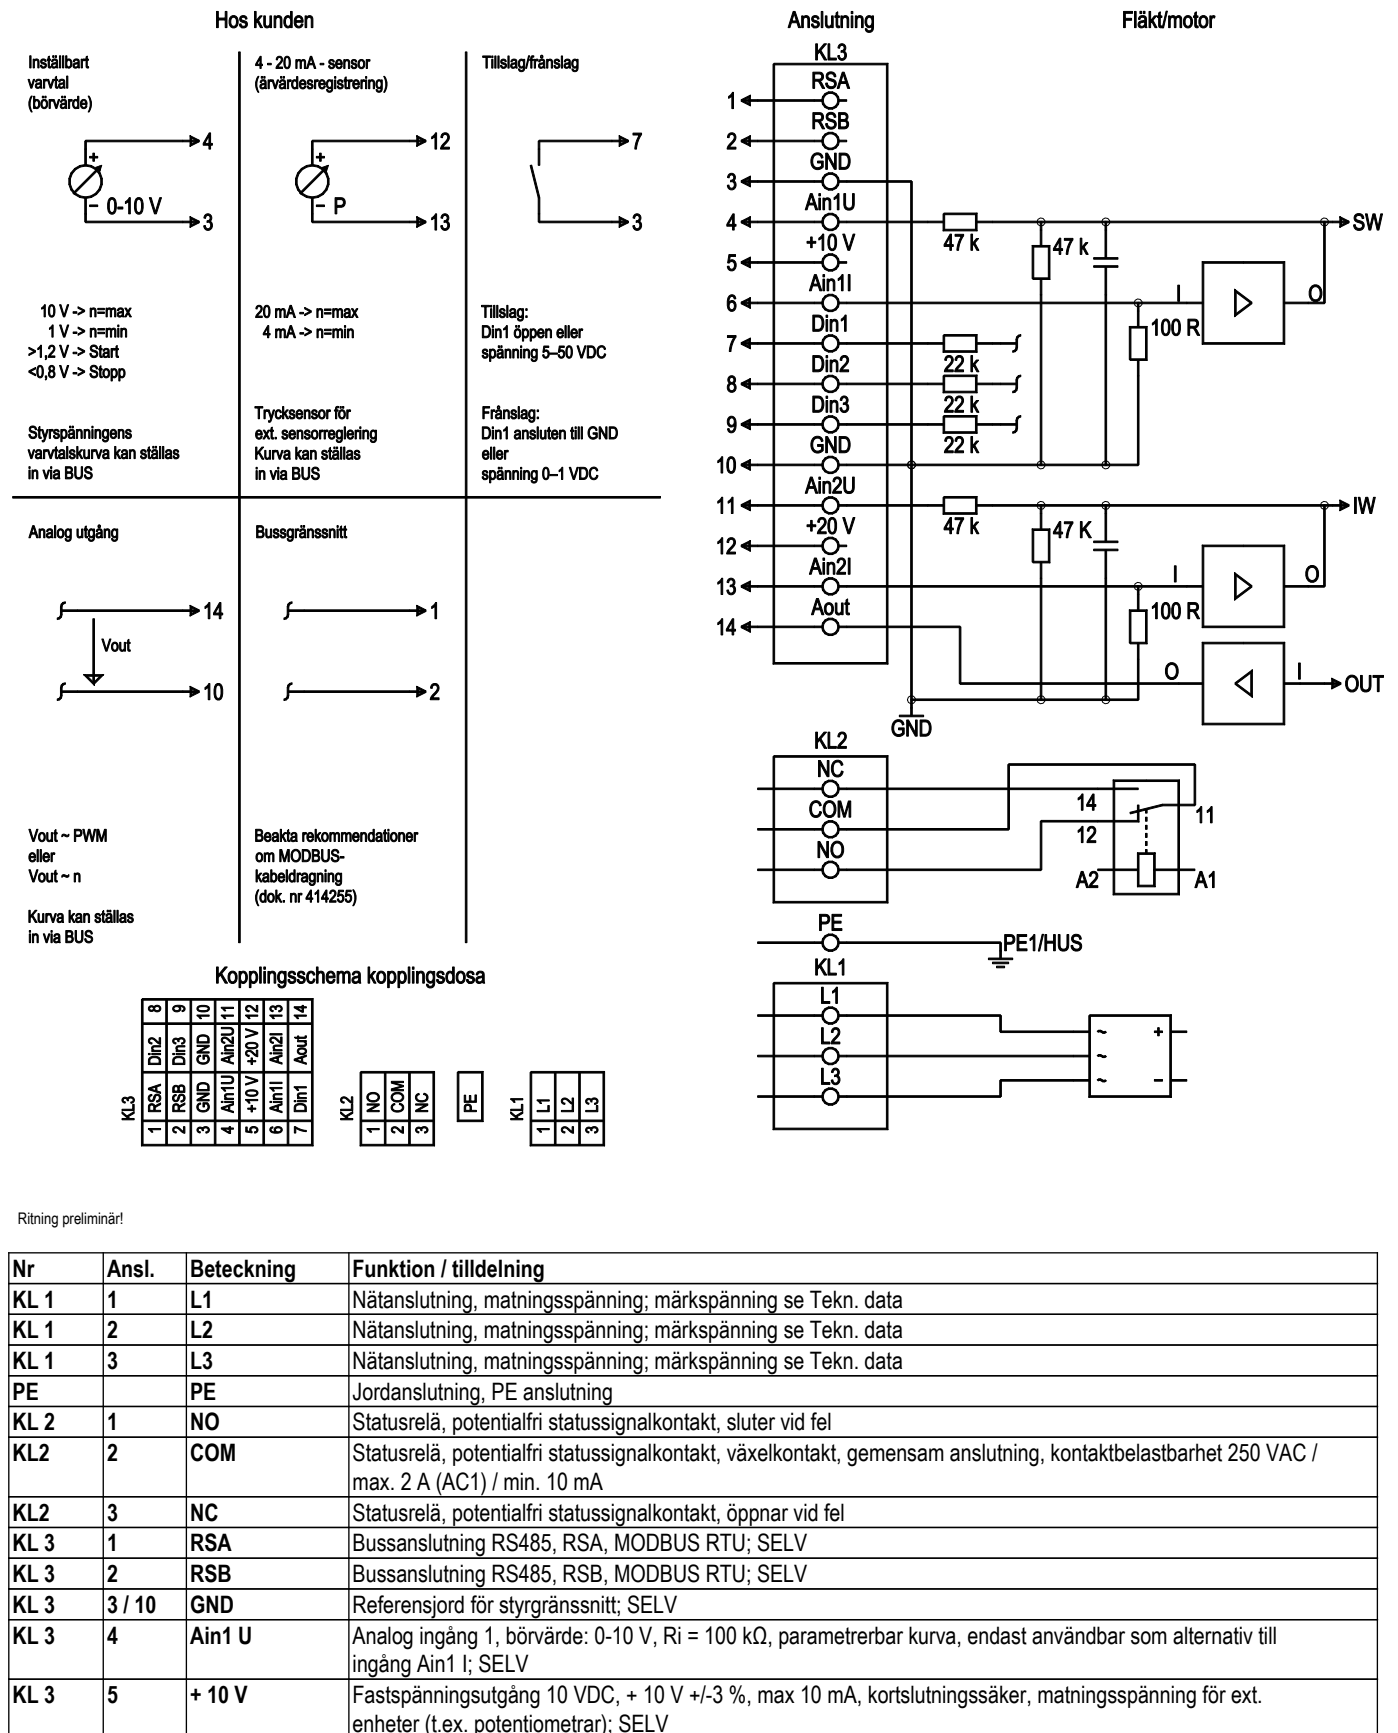 Hos kunden
Anslutning
Fläkt/motor
Inställbart
varvtal
(börvärde)
4
+
- 0-10 V
3
10 V -> n=max
1 V -> n=min
>1,2 V -> Start
<0,8 V -> Stopp
Styrspänningens
varvtalskurva kan ställas
in via BUS
4 - 20 mA - sensor
(ärvärdesregistrering)
12
+
- P
13
20 mA -> n=max
4 mA -> n=min
Trycksensor för
ext. sensorreglering
Kurva kan ställas
in via BUS
Tillslag/frånslag
7
3
Tillslag:
Din1 öppen eller
spänning 5–50 VDC
Frånslag:
Din1 ansluten till GND
eller
spänning 0–1 VDC
Analog utgång
14
Vout
10
Vout ~ PWM
eller
Vout ~ n
Kurva kan ställas
in via BUS
Bussgränssnitt
1
2
Beakta rekommendationer
om MODBUS-
kabeldragning
(dok. nr 414255)
KL3
1 RSA
2 RSB
3 GND
4 Ain1U 47 k 47 k SW
5 +10 V
6 Ain1I I O 100 R
7 Din1 22 k
8 Din2 22 k
9 Din3 22 k
10 GND
11 Ain2U 47 k 47 K IW
12 +20 V
13 Ain2I I O 100 R
14 Aout O I OUT
GND
KL2
NC
COM
NO
14
11
12
A2
A1
PE
PE1/HUS
KL1
L1
L2
L3
~ +
~
~ -
Kopplingsschema kopplingsdosa
KL3
8 9 10 11 12 13 14
Din2 Din3 GND Ain2U +20 V Ain2I Aout
RSA RSB GND Ain1U +10 V Ain1I Din1
1 2 3 4 5 6 7
KL2
1 NO
2 COM
3 NC
PE
KL1
1 L1
2 L2
3 L3
Ritning preliminär!
Nr Ansl. Beteckning Funktion / tilldelning
KL 1 1 L1 Nätanslutning, matningsspänning; märkspänning se Tekn. data
KL 1 2 L2 Nätanslutning, matningsspänning; märkspänning se Tekn. data
KL 1 3 L3 Nätanslutning, matningsspänning; märkspänning se Tekn. data
PE PE Jordanslutning, PE anslutning
KL 2 1 NO Statusrelä, potentialfri statussignalkontakt, sluter vid fel
KL2 2 COM Statusrelä, potentialfri statussignalkontakt, växelkontakt, gemensam anslutning, kontaktbelastbarhet 250 VAC /
max. 2 A (AC1) / min. 10 mA
KL2 3 NC Statusrelä, potentialfri statussignalkontakt, öppnar vid fel
KL 3 1 RSA Bussanslutning RS485, RSA, MODBUS RTU; SELV
KL 3 2 RSB Bussanslutning RS485, RSB, MODBUS RTU; SELV
KL 3 3 / 10 GND Referensjord för styrgränssnitt; SELV
KL 3 4 Ain1 U Analog ingång 1, börvärde: 0-10 V, Ri = 100 kΩ, parametrerbar kurva, endast användbar som alternativ till
ingång Ain1 I; SELV
KL 3 5 + 10 V Fastspänningsutgång 10 VDC, + 10 V +/-3 %, max 10 mA, kortslutningssäker, matningsspänning för ext.
enheter (t.ex. potentiometrar); SELV